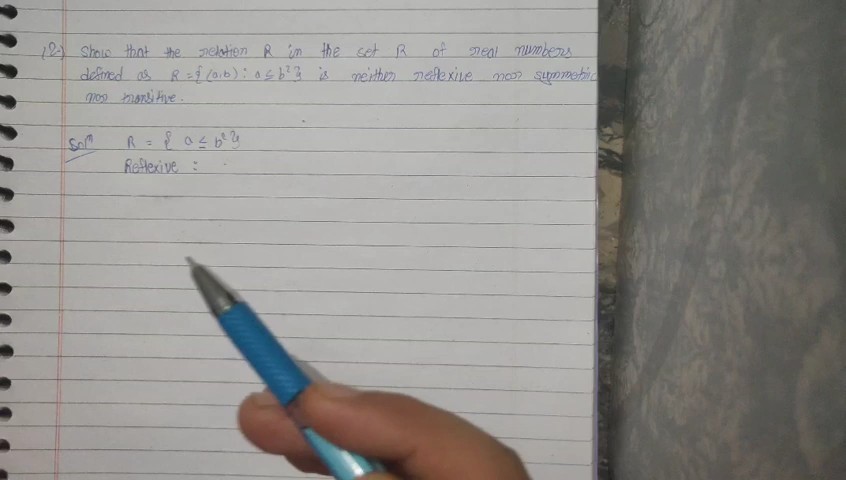 (2.) Show that the relation R in the set R of real numbers
defined as R = { (a,b) : a ≤ b² } is neither reflexive nor symmetric
nor transitive.
Solⁿ R = { a ≤ b² }
Reflexive :